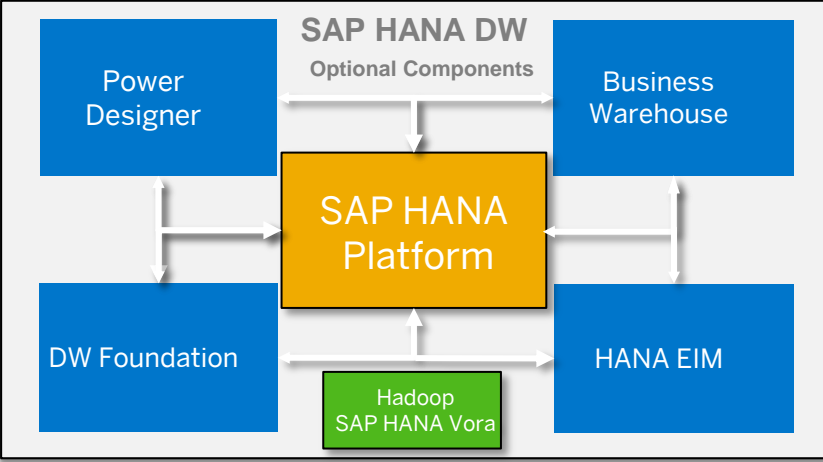 SAP HANA DW
Optional Components
Power
Designer
Business
Warehouse
SAP HANA
Platform
DW Foundation
HANA EIM
Hadoop
SAP HANA Vora